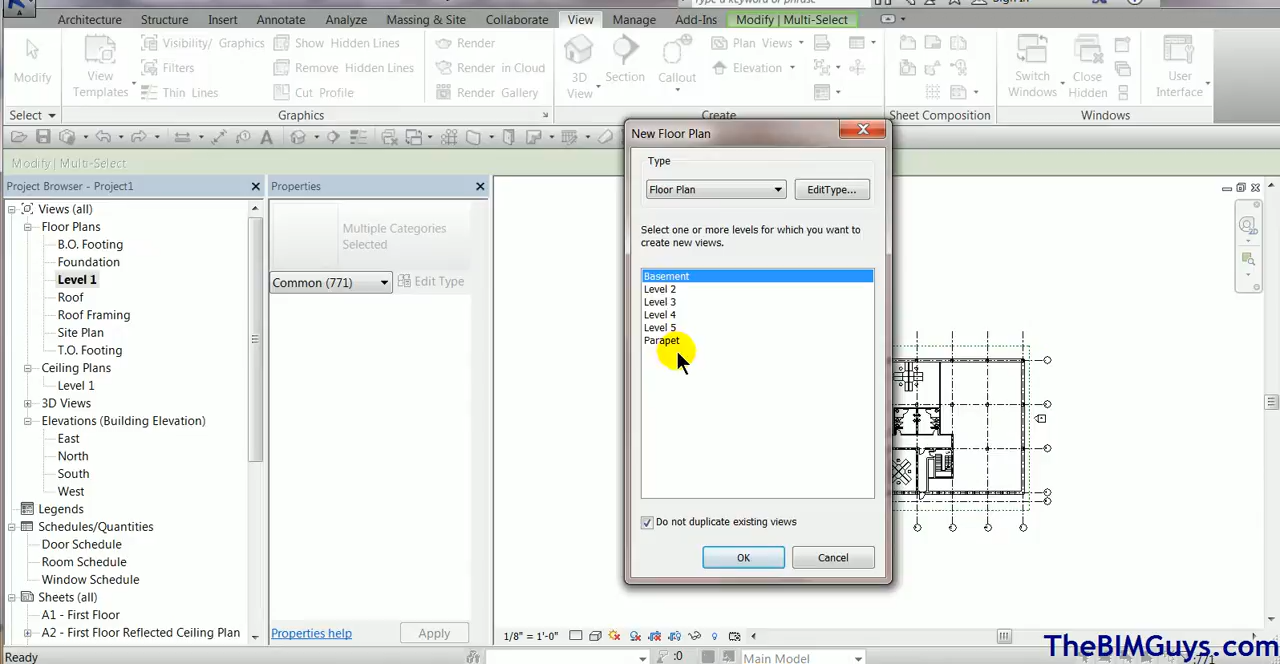 Type a keyword or phrase
Sign In
Architecture Structure Insert Annotate Analyze Massing & Site Collaborate View Manage Add-Ins Modify | Multi-Select
Visibility/ Graphics Show Hidden Lines Render Plan Views
Modify View Templates Filters Remove Hidden Lines Render in Cloud 3D View Section Callout Elevation Switch Windows Close Hidden User Interface
Thin Lines Cut Profile Render Gallery
Select Graphics Create Sheet Composition Windows
Modify | Multi-Select
Project Browser - Project1
Views (all)
Floor Plans
B.O. Footing
Foundation
Level 1
Roof
Roof Framing
Site Plan
T.O. Footing
Ceiling Plans
Level 1
3D Views
Elevations (Building Elevation)
East
North
South
West
Legends
Schedules/Quantities
Door Schedule
Room Schedule
Window Schedule
Sheets (all)
A1 - First Floor
A2 - First Floor Reflected Ceiling Plan
Properties
Multiple Categories
Selected
Common (771) Edit Type
Properties help Apply
New Floor Plan
Type
Floor Plan EditType...
Select one or more levels for which you want to
create new views.
Basement
Level 2
Level 3
Level 4
Level 5
Parapet
Do not duplicate existing views
OK Cancel
1/8" = 1'-0"
:0 Main Model
TheBIMGuys.com